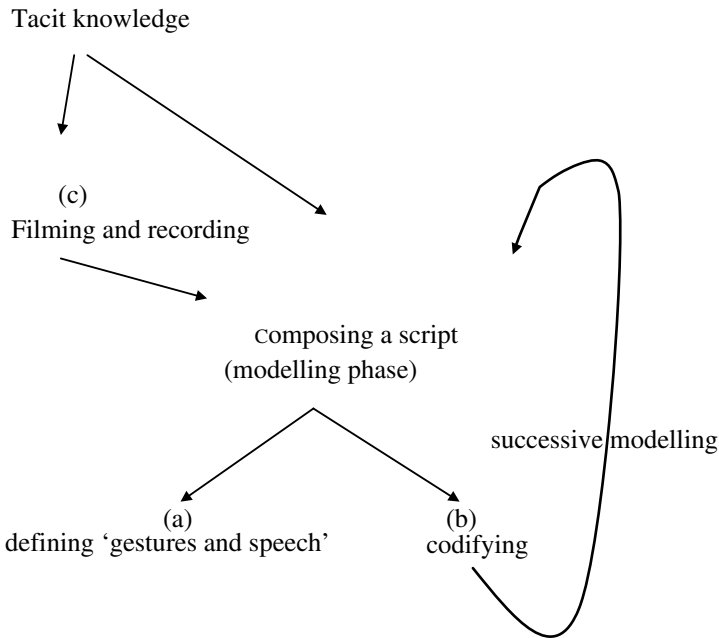 Tacit knowledge
(c)
Filming and recording
Composing a script
(modelling phase)
successive modelling
(a)
(b)
defining ‘gestures and speech’
codifying